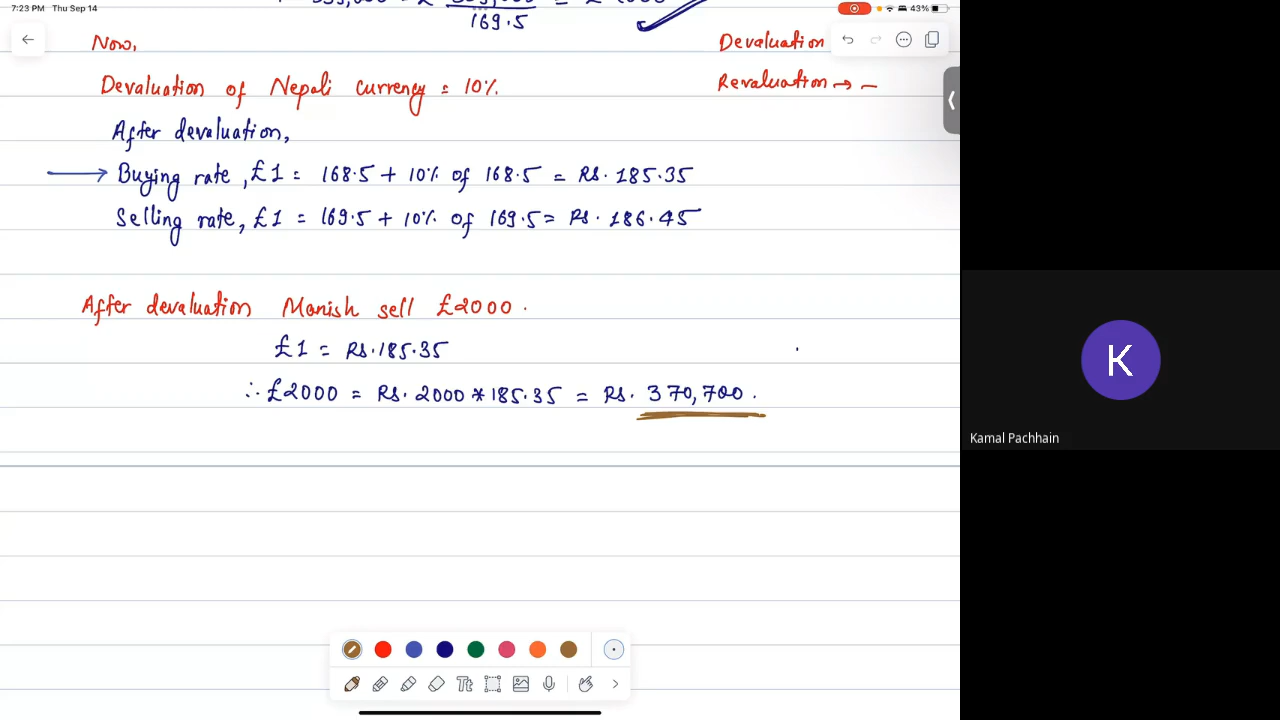 7:23 PM Thu Sep 14
43%
169.5
Now,
Devaluation
Revaluation → −
Devaluation of Nepali currency = 10%.
After devaluation,
→ Buying rate, £1 = 168.5 + 10% of 168.5 = Rs. 185.35
Selling rate, £1 = 169.5 + 10% of 169.5 = Rs. 186.45
After devaluation Manish sell £2000.
£1 = Rs. 185.35
∴ £2000 = Rs. 2000 * 185.35 = Rs. 370,700.
K
Kamal Pachhain
Tt